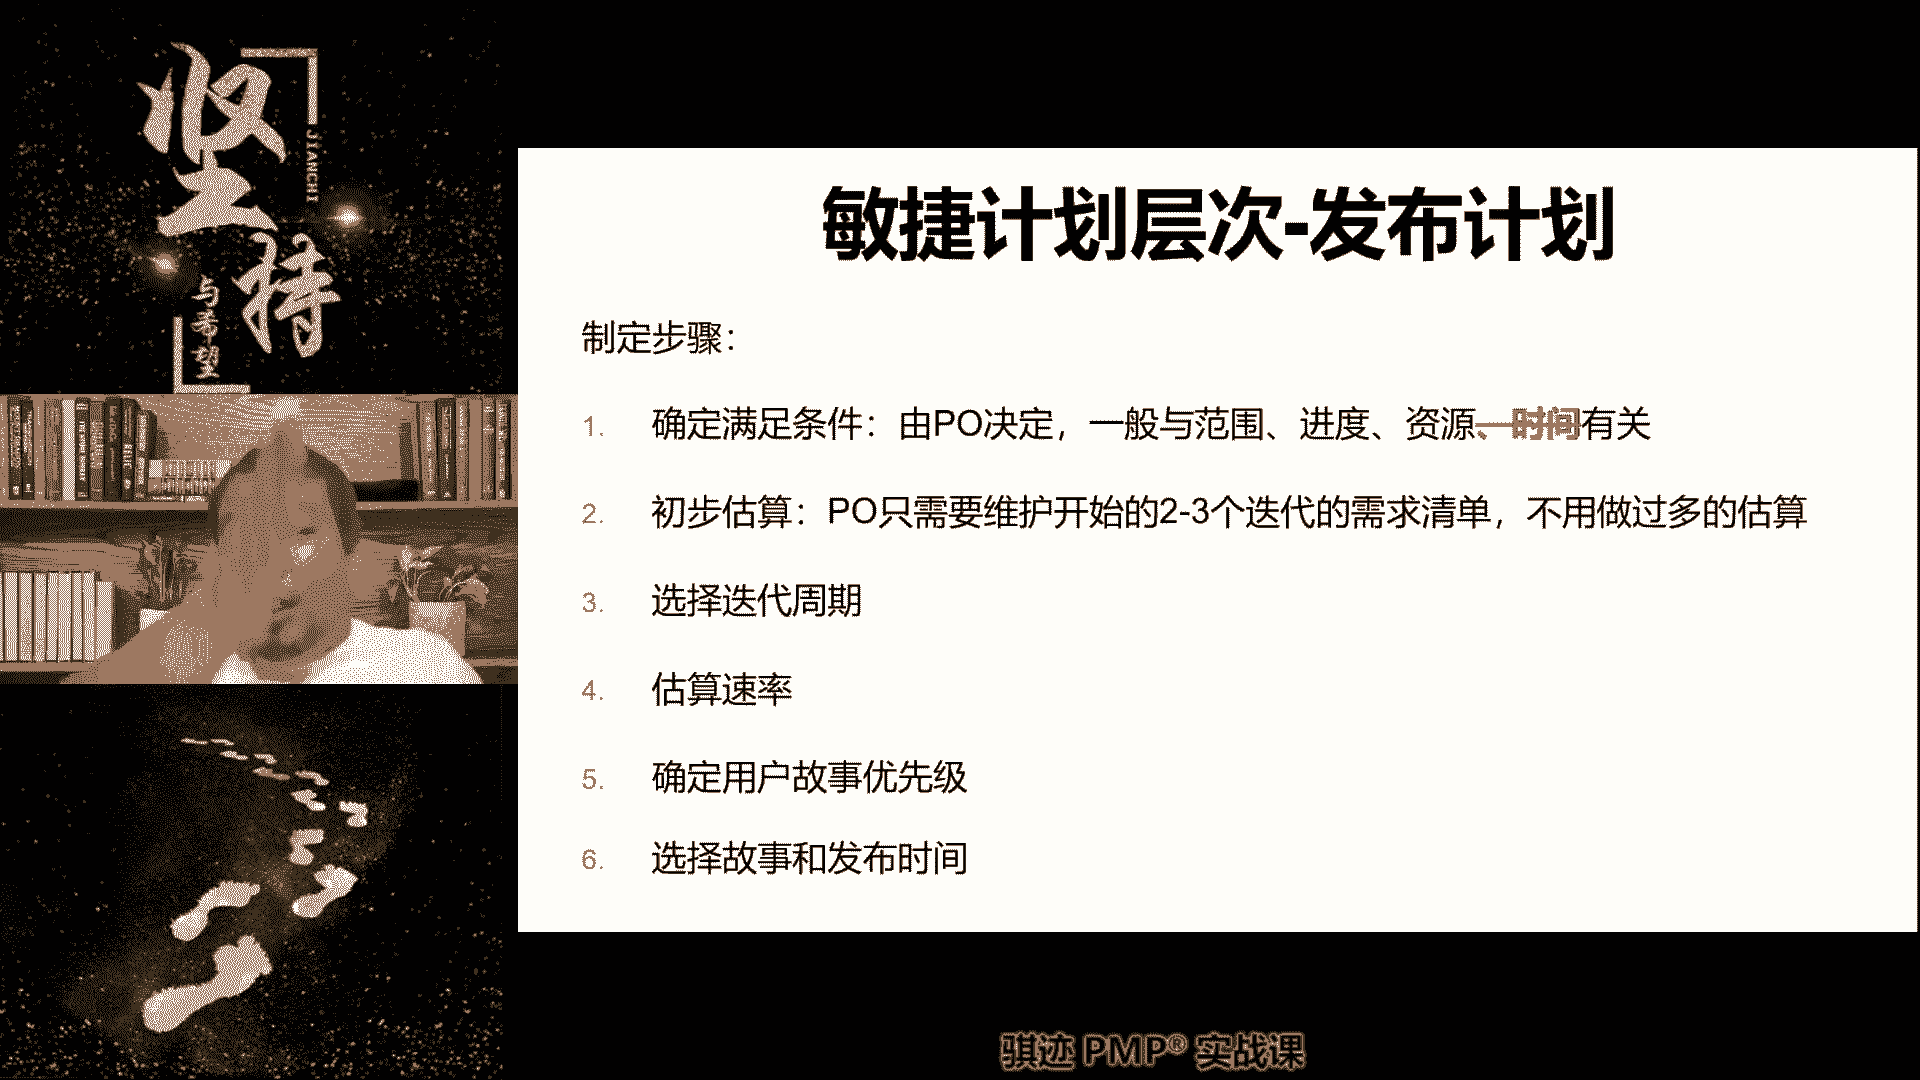 坚持
JIANCHI
与希望
敏捷计划层次-发布计划
制定步骤：
1. 确定满足条件：由PO决定，一般与范围、进度、资源、时间有关
2. 初步估算：PO只需要维护开始的2-3个迭代的需求清单，不用做过多的估算
3. 选择迭代周期
4. 估算速率
5. 确定用户故事优先级
6. 选择故事和发布时间
骐迹 PMP® 实战课